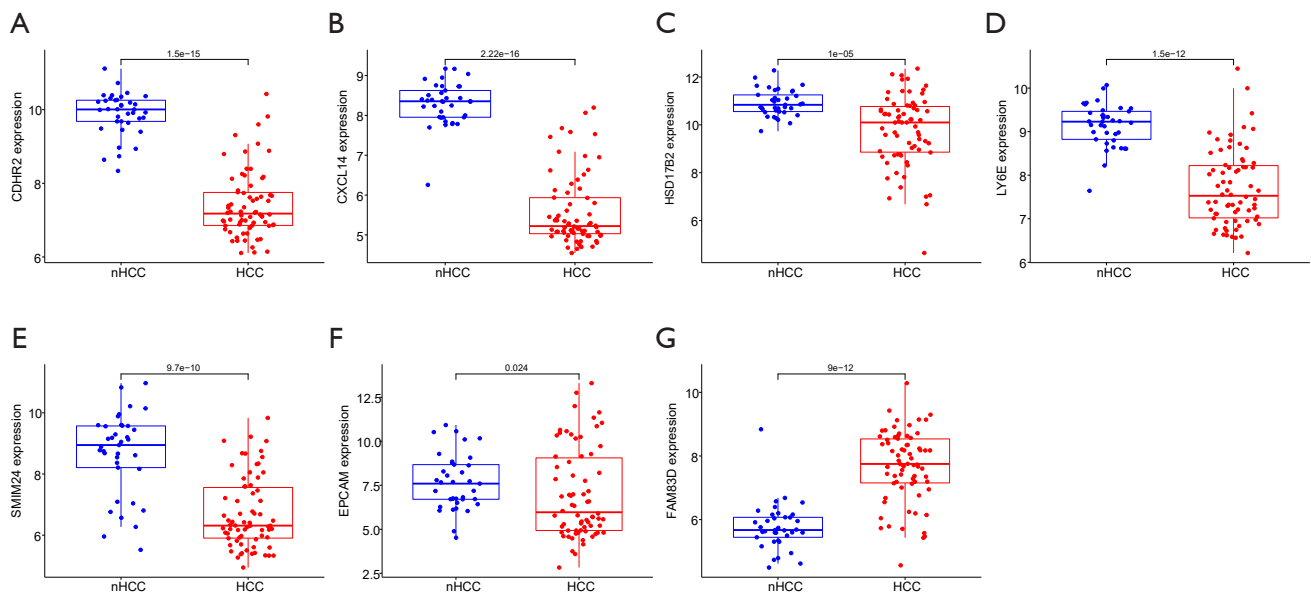 A
CDHR2 expression
1.5e−15
10
8
6
nHCC
HCC
B
CXCL14 expression
2.22e−16
9
8
7
6
5
nHCC
HCC
C
HSD17B2 expression
1e−05
12
10
8
6
nHCC
HCC
D
LY6E expression
1.5e−12
10
9
8
7
6
nHCC
HCC
E
SMIM24 expression
9.7e−10
10
8
6
nHCC
HCC
F
EPCAM expression
0.024
12.5
10.0
7.5
5.0
2.5
nHCC
HCC
G
FAM83D expression
9e−12
10
8
6
nHCC
HCC